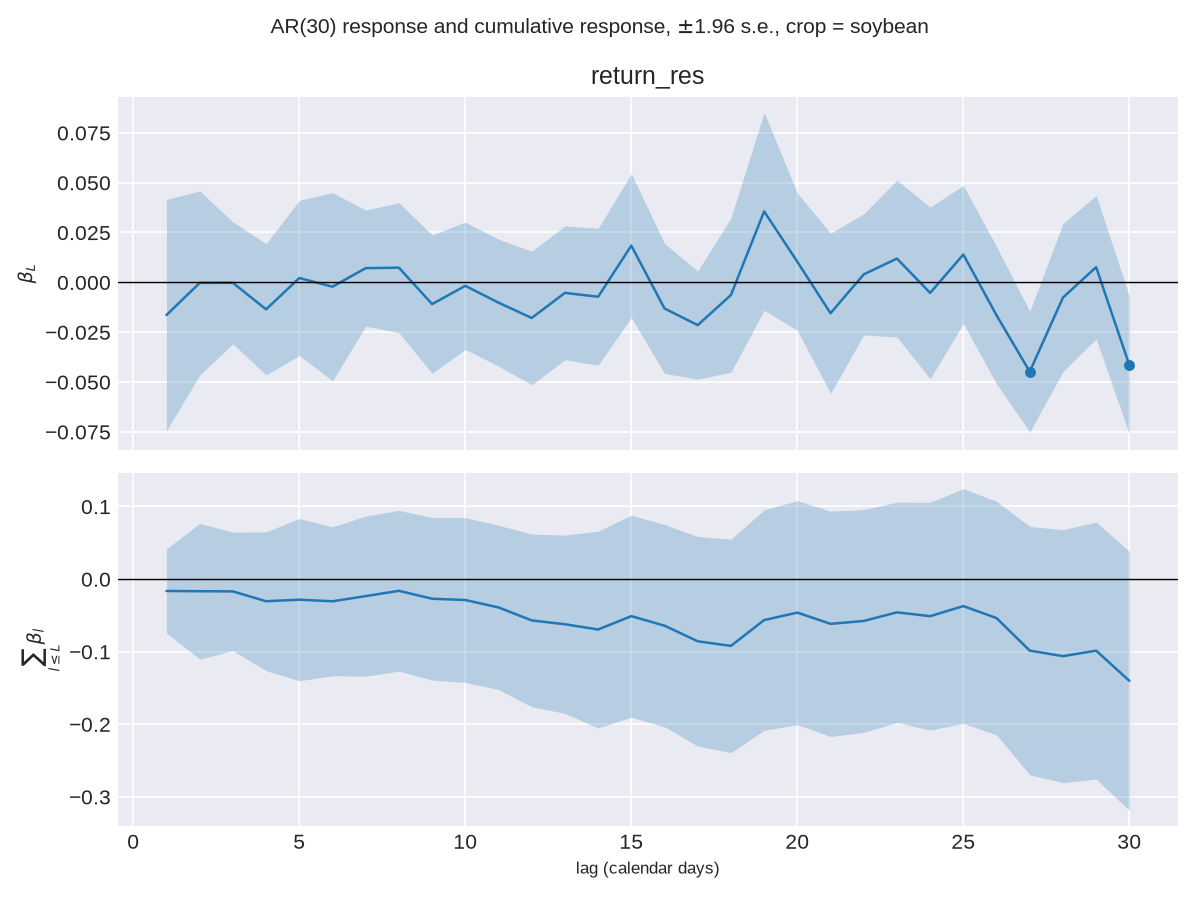 AR(30) response and cumulative response, ±1.96 s.e., crop = soybean
return_res
0.075
0.050
0.025
0.000
−0.025
−0.050
−0.075
β_L
0.1
0.0
−0.1
−0.2
−0.3
∑_{l≤L} β_l
0 5 10 15 20 25 30
lag (calendar days)